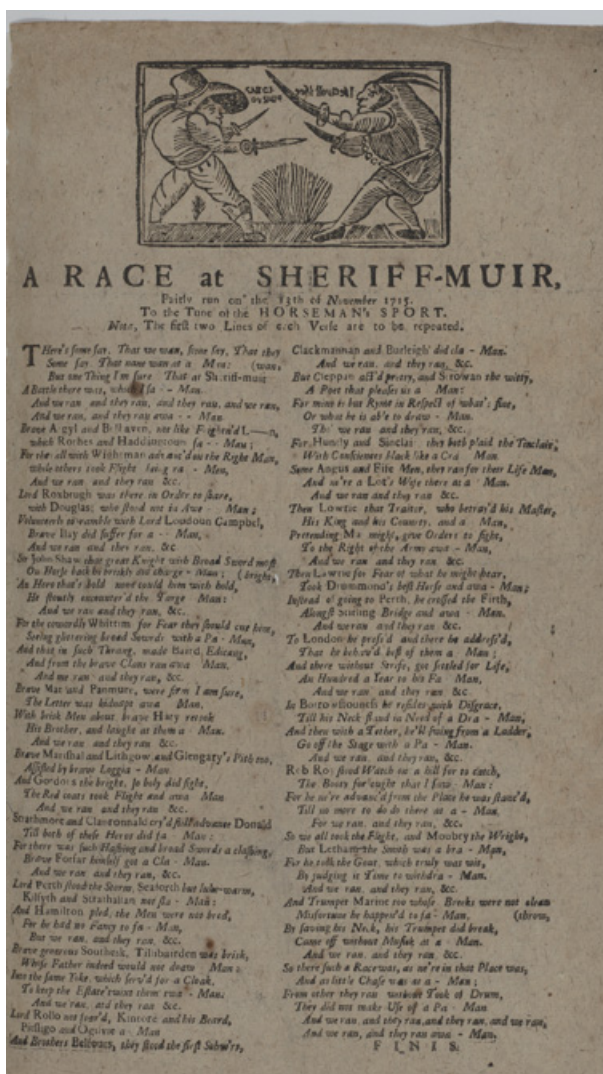 A RACE at SHERIFF-MUIR,
Fairly run on the 13th of November 1715.
To the Tune of the HORSEMAN's SPORT.
Note, The first two Lines of each Verse are to be repeated.
THere's some say, That we wan, some say, That they
Some say That nane wan at a Man: (wan,
But one Thing I'm sure That at Sheriff-muir
A Battle there was, which I sa - - Man.
And we ran and they ran, and they ran, and we ran,
And we ran, and they ran awa - - Man.
Brave Argyl and Belhaven, not like Frighen'd L----n,
which Rothes and Haddingtoun sa - - Man;
For they all with Wightman advanc'd on the Right Man,
while others took Flight being ra - Men,
And we ran and they ran &c.
Lord Roxbrugh was there in Order to share,
with Douglas; who stood not in Awe - Man;
Volunteerly to ramble with Lord Loudoun Campbel,
Brave Ilay did suffer for a - - Man,
And we ran and they ran, &c
Sir John Shaw that great Knight with Broad Sword most
On Horse back he briskly did charge - Man; (bright,
An Hero that's bold none could him with-hold,
He stoutly encounter'd the Targe Man:
And we ran and they ran, &c.
For the cowardly Whittim for Fear they should cut him,
Seeing glittering broad Swords with a Pa - Man,
And that in such Throng, made Baird, Edicang,
And from the brave Clans ran awa Man.
And we ran and they ran, &c.
Brave Mar and Panmure, were firm I am sure,
The Latter was kidnapt awa Man.
With brisk Men about, brave Hary retook
His Brother, and laught at them a Man.
And we ran and they ran &c.
Brave Marishal and Lithgow and Glengary's Pith too,
Assisted by brave Loggia - Man
And Gordons the bright, so boly did fight,
The Red coats took Flight and awa Man
And we ran, and they ran, &c.
Strathmore and Clanronnald cry'd still advance Donald
Till both of these Heros did fa - Man:
For there was such Hashing and broad Swords a clashing,
Brave Forfar himself got a Cla - Man.
And we ran and they ran, &c.
Lord Perth stood the Storm, Seaforth but luke-warm,
Kilsyth and Strathallan not sla - Man:
And Hamilton pled, the Men were not bred,
For he had no Fancy to fa - Man,
But we ran, and they ran, &c.
Brave generous Southesk, Tillibairden was brisk,
Whose Father indeed would not draw Man:
Into the same Yoke, which serv'd for a Cloak,
To keep the Estate 'twixt them twa - Man.
And we ran, and they ran &c.
Lord Rollo not fear'd, Kintore and his Beard,
Pitsligo and Ogilvie a - Man
And Brothers Belfours, they stood the first Show'rs,
Clackmannan and Burleigh did cla - Man:
And we ran, and they ran, &c.
But Cleppan act'd pretty, and Strowan the witty,
A Poet that pleases us a Man:
For mine is but Ryme in Respect of what's fine,
Or what he is able to draw - Man.
Tho' we ran and they ran, &c.
For Huntly and Sinclair they both plaid the Tinclair,
With Consciences black like a Cra Man.
Some Angus and Fife Men, they ran for their Life Man,
And ne're a Lot's Wife there at a - Man.
And we ran and they ran &c.
Then Lowrie that Traitor, who betray'd his Master,
His King and his Country, and a Man,
Pretending Ma might, give Orders to fight,
To the Right of the Army awa - Man,
And we ran and they ran &c.
Then Lowrie for Fear of what he might hear,
Took Drummond's best Horse and awa - Man;
Instead o' going to Perth, he crossed the Firth,
Alongst Stirling Bridge and awa - Man.
And we ran and they ran, &c.
To London he press'd and there he address'd,
That he behav'd best of them a Man;
And there without Strife, got settled for Life,
An Hundred a Year to his Fa Man,
And we ran, and they ran &c.
In Borrowstouness he resides with Disgrace,
Till his Neck stand in Need of a Dra - Man,
And then with a Tether, he'll swing from a Ladder,
Go off the Stage with a Pa - Man.
And we ran, and they ran, &c.
Rob Roy stood Watch on a hill for to catch,
The Booty for ought that I saw Man:
For he ne're advanc'd from the Place he was stanc'd,
Till no more to do there at a - Man.
For we ran, and they ran, &c.
So we all took the Flight, and Moubry the Wright,
But Letham the Smith was a bra - Man,
For he took the Gout, which truly was wit,
By judging it Time to withdra - Man.
And we ran, and they ran, &c.
And Trumpet Marine too whose Breeks were not clean
Misfortune he happen'd to fa - Man. (throw,
By saving his Neck, his Trumpet did break,
Came off without Musik at a - Man.
And we ran, and they ran &c.
So there such a Race was, as ne're in that Place was,
And as little Chase was at a - Man;
From other they ran without Touk of Drum,
They did not make Use of a Pa - Man
And we ran, and they ran, and they ran, and we ran,
And we ran, and they ran awa - Man,
FINIS.